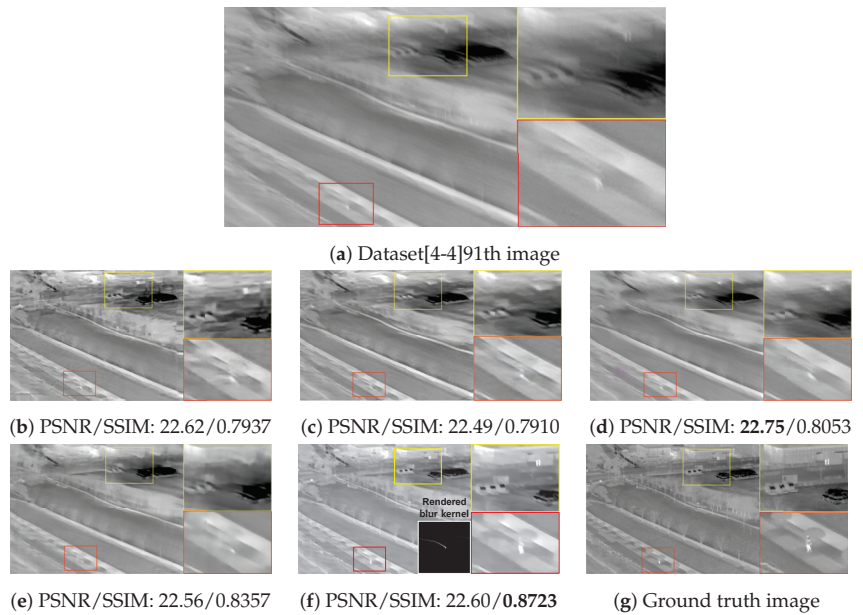 (a) Dataset[4-4]91th image
(b) PSNR/SSIM: 22.62/0.7937
(c) PSNR/SSIM: 22.49/0.7910
(d) PSNR/SSIM: 22.75/0.8053
Rendered
blur kernel
(e) PSNR/SSIM: 22.56/0.8357
(f) PSNR/SSIM: 22.60/0.8723
(g) Ground truth image